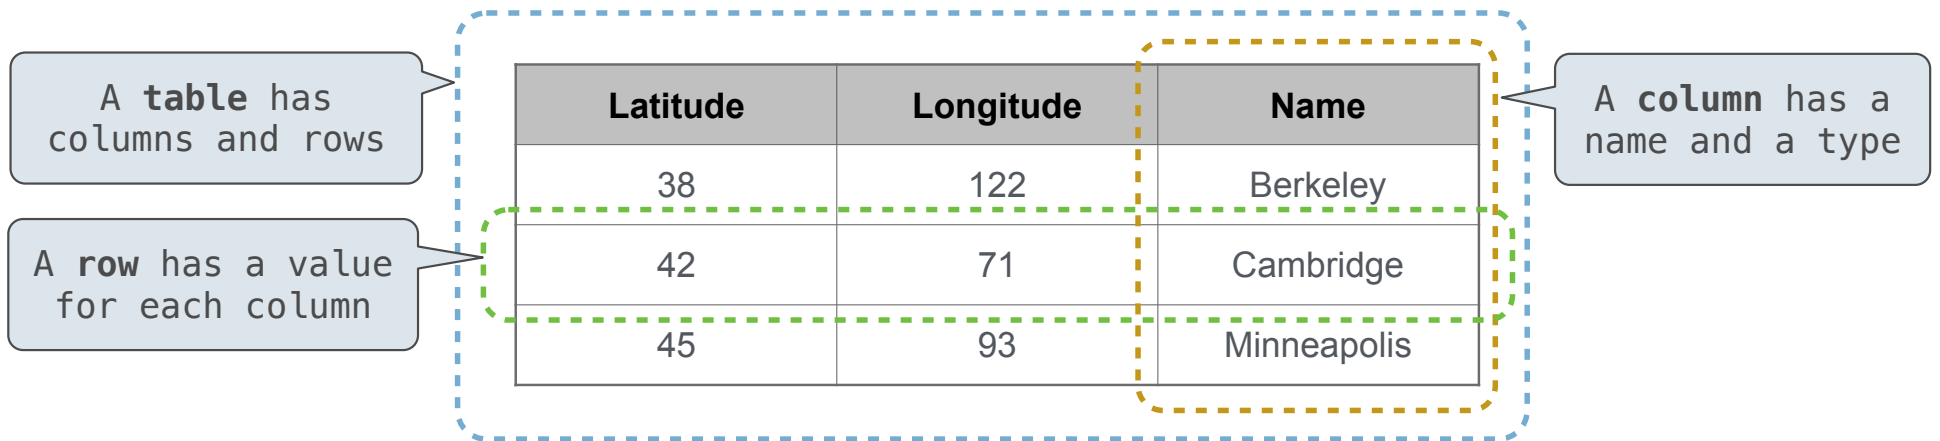 A table has
columns and rows
A row has a value
for each column
Latitude Longitude Name
38 122 Berkeley
42 71 Cambridge
45 93 Minneapolis
A column has a
name and a type